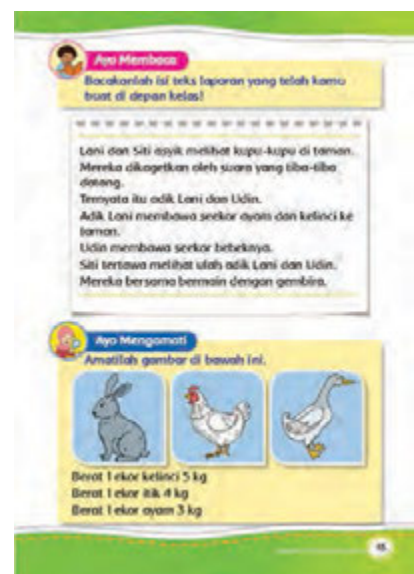 Ayo Membaca
Bacakanlah isi teks laporan yang telah kamu
buat di depan kelas!
Lani dan Siti asyik melihat kupu-kupu di taman.
Mereka dikagetkan oleh suara yang tiba-tiba
datang.
Ternyata itu adik Lani dan Udin.
Adik Lani membawa seekor ayam dan kelinci ke
taman.
Udin membawa seekor bebeknya.
Siti tertawa melihat ulah adik Lani dan Udin.
Mereka bersama bermain dengan gembira.
Ayo Mengamati
Amatilah gambar di bawah ini.
Berat 1 ekor kelinci 5 kg
Berat 1 ekor itik 4 kg
Berat 1 ekor ayam 3 kg